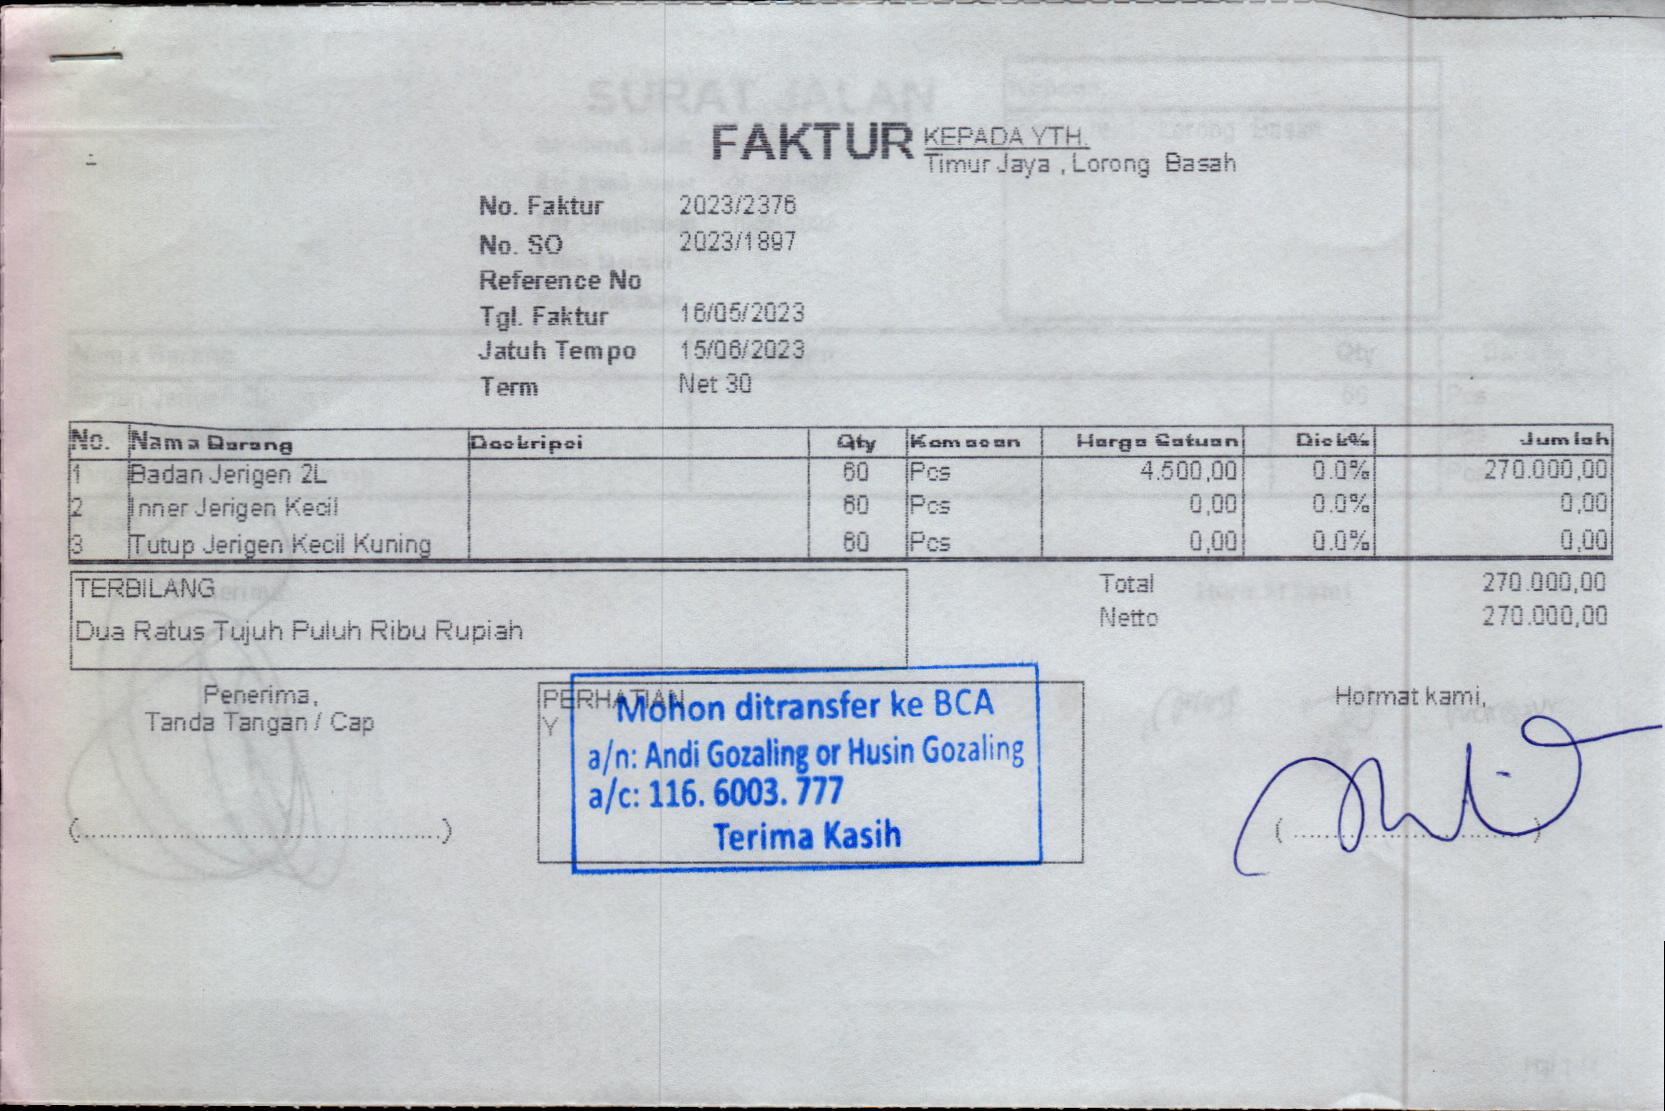 FAKTUR
KEPADA YTH.
Timur Jaya , Lorong Basah
No. Faktur 2023/2376
No. SO 2023/1897
Reference No
Tgl. Faktur 16/05/2023
Jatuh Tempo 15/06/2023
Term Net 30
No. Nama Barang Deskripsi Qty Kemasan Harga Satuan Disk% Jumlah
1 Badan Jerigen 2L 60 Pcs 4.500,00 0.0% 270.000,00
2 Inner Jerigen Kecil 60 Pcs 0,00 0.0% 0,00
3 Tutup Jerigen Kecil Kuning 60 Pcs 0,00 0.0% 0,00
TERBILANG
Dua Ratus Tujuh Puluh Ribu Rupiah
Total 270.000,00
Netto 270.000,00
Penerima,
Tanda Tangan / Cap
(............................................)
PERHATIAN
Y
Mohon ditransfer ke BCA
a/n: Andi Gozaling or Husin Gozaling
a/c: 116. 6003. 777
Terima Kasih
Hormat kami,
(..............................)
SURAT JALAN